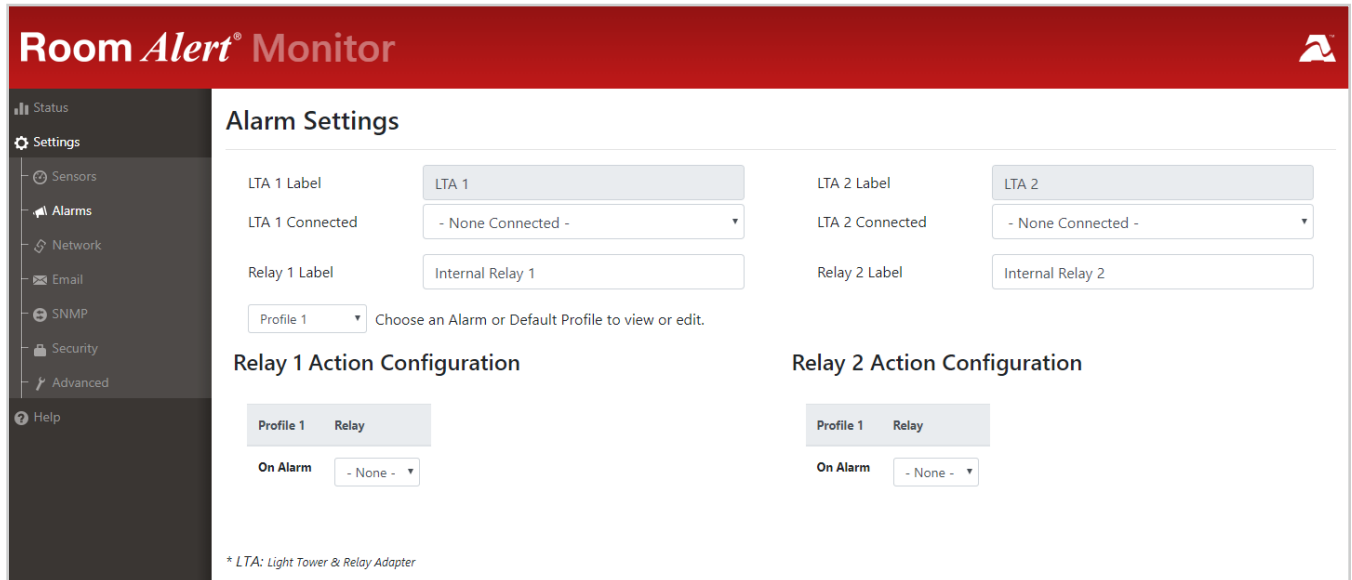 Room Alert® Monitor
Status
Settings
Sensors
Alarms
Network
Email
SNMP
Security
Advanced
Help
Alarm Settings
LTA 1 Label LTA 1 LTA 2 Label LTA 2
LTA 1 Connected - None Connected - LTA 2 Connected - None Connected -
Relay 1 Label Internal Relay 1 Relay 2 Label Internal Relay 2
Profile 1 Choose an Alarm or Default Profile to view or edit.
Relay 1 Action Configuration Relay 2 Action Configuration
Profile 1 Relay Profile 1 Relay
On Alarm - None - On Alarm - None -
* LTA: Light Tower & Relay Adapter